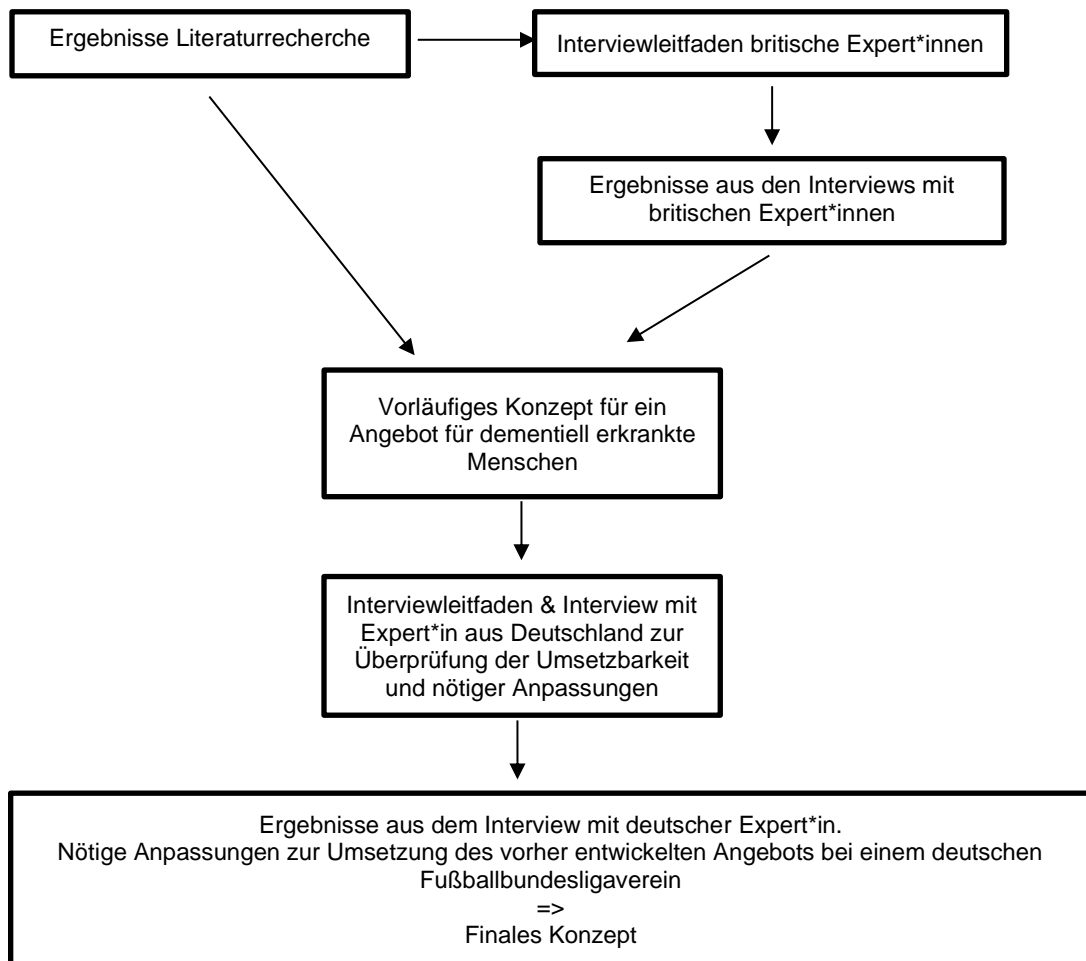 Ergebnisse Literaturrecherche
Interviewleitfaden britische Expert*innen
Ergebnisse aus den Interviews mit
britischen Expert*innen
Vorläufiges Konzept für ein
Angebot für dementiell erkrankte
Menschen
Interviewleitfaden & Interview mit
Expert*in aus Deutschland zur
Überprüfung der Umsetzbarkeit
und nötiger Anpassungen
Ergebnisse aus dem Interview mit deutscher Expert*in.
Nötige Anpassungen zur Umsetzung des vorher entwickelten Angebots bei einem deutschen
Fußballbundesligaverein
=>
Finales Konzept